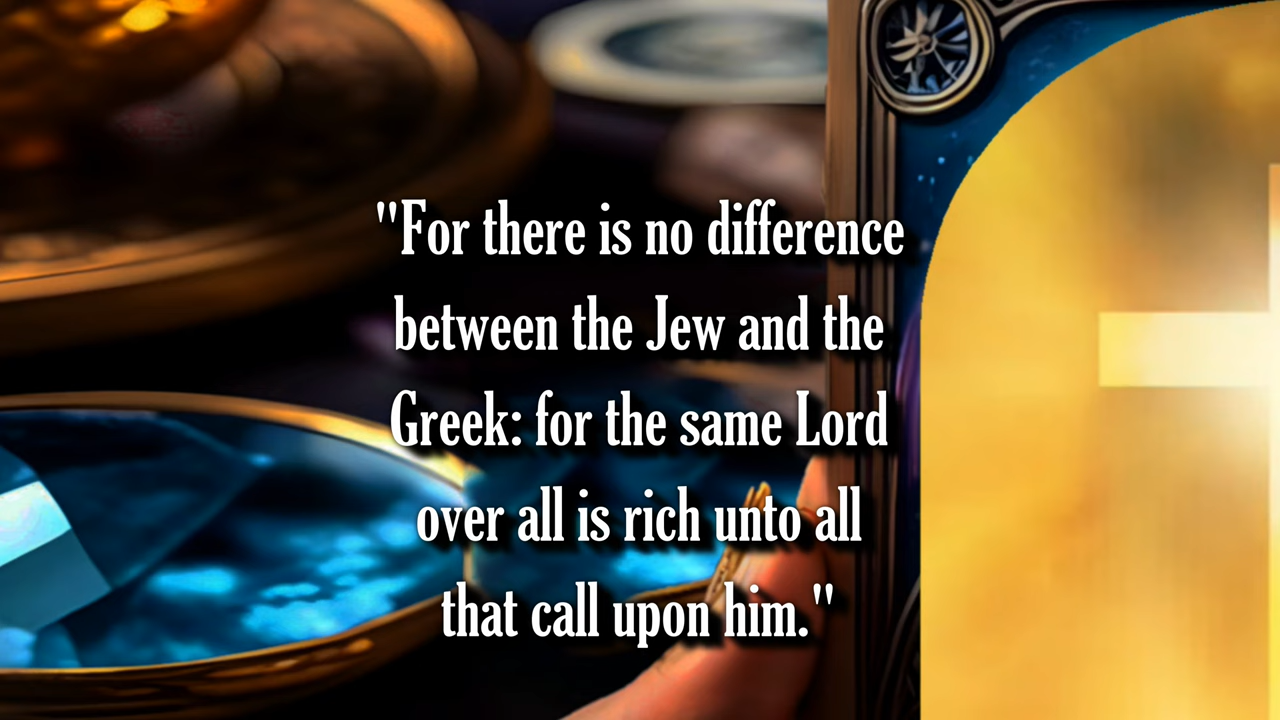 "For there is no difference
between the Jew and the
Greek: for the same Lord
over all is rich unto all
that call upon him."